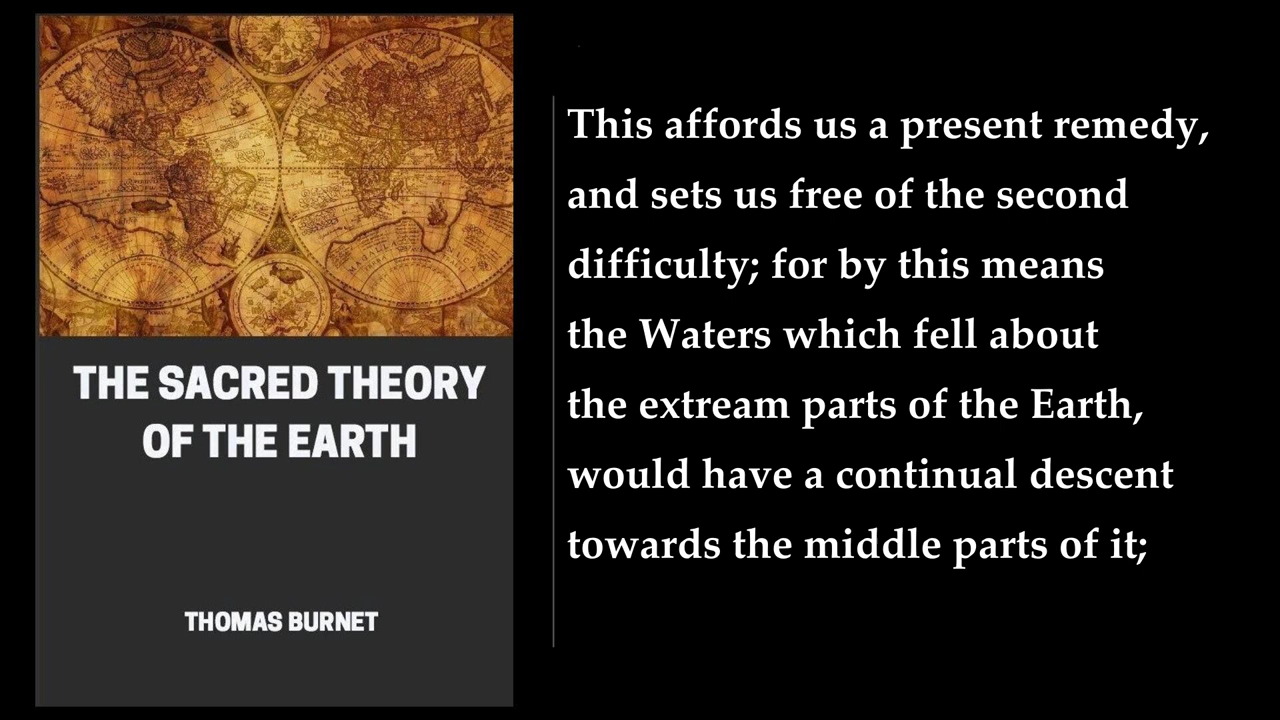 THE SACRED THEORY
OF THE EARTH
THOMAS BURNET
This affords us a present remedy,
and sets us free of the second
difficulty; for by this means
the Waters which fell about
the extream parts of the Earth,
would have a continual descent
towards the middle parts of it;